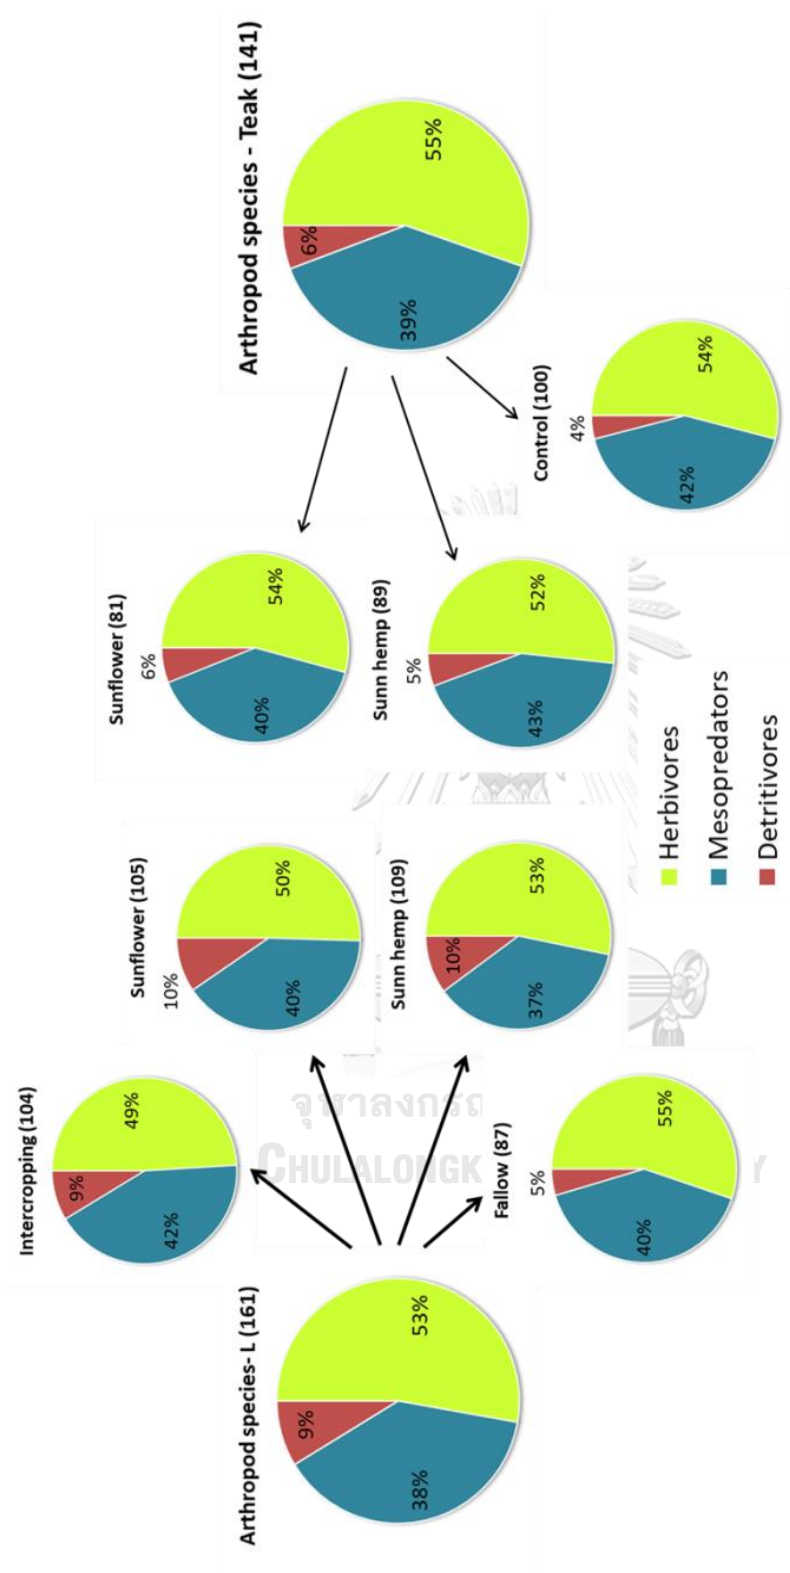 Intercropping (104)
49%
9%
42%
Sunflower (105)
50%
10%
40%
Sunflower (81)
54%
6%
40%
Arthropod species- L (161)
53%
9%
38%
Arthropod species - Teak (141)
55%
6%
39%
Sunn hemp (109)
53%
10%
37%
Sunn hemp (89)
52%
5%
43%
Fallow (87)
55%
5%
40%
Control (100)
54%
4%
42%
Herbivores
Mesopredators
Detritivores
CHULALONGK
Y